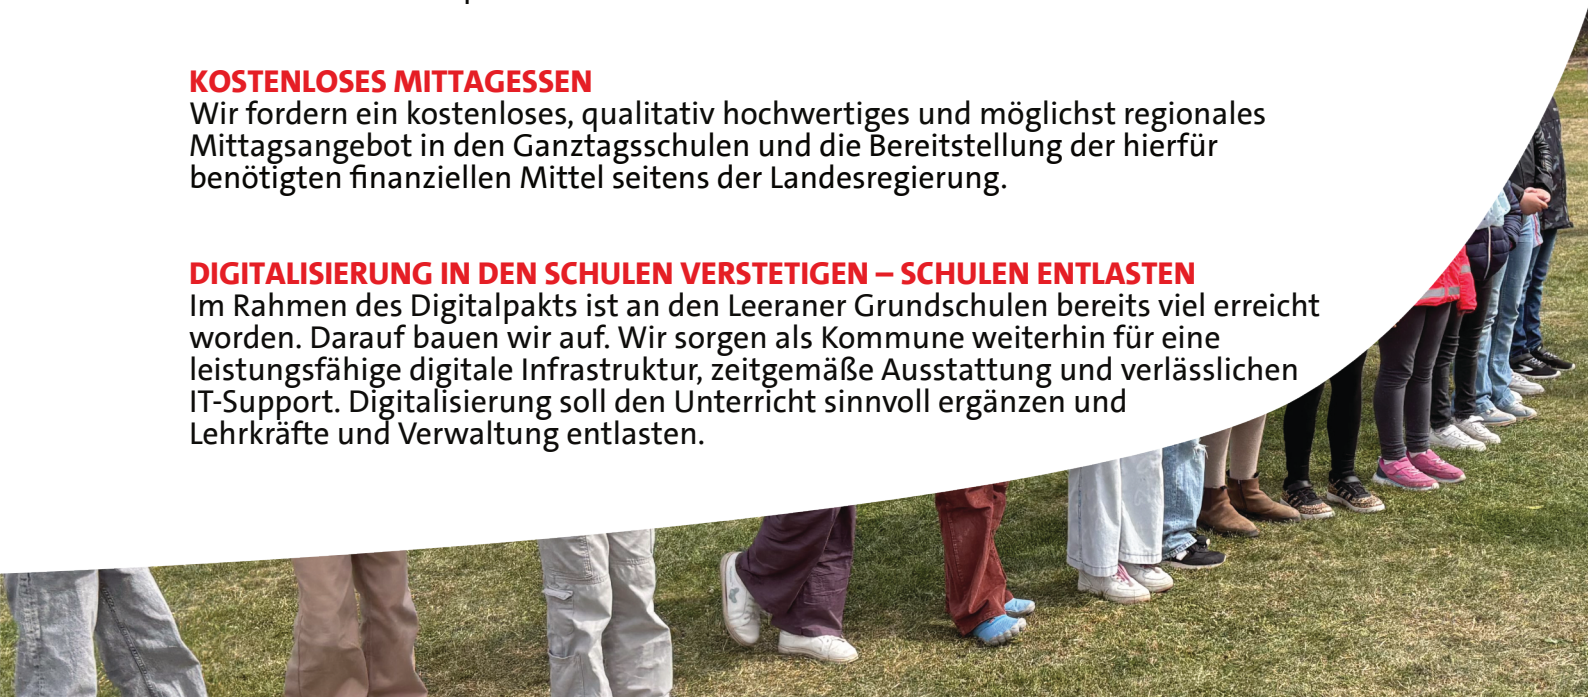 KOSTENLOSES MITTAGESSEN
Wir fordern ein kostenloses, qualitativ hochwertiges und möglichst regionales
Mittagsangebot in den Ganztagsschulen und die Bereitstellung der hierfür
benötigten finanziellen Mittel seitens der Landesregierung.
DIGITALISIERUNG IN DEN SCHULEN VERSTETIGEN – SCHULEN ENTLASTEN
Im Rahmen des Digitalpakts ist an den Leeraner Grundschulen bereits viel erreicht
worden. Darauf bauen wir auf. Wir sorgen als Kommune weiterhin für eine
leistungsfähige digitale Infrastruktur, zeitgemäße Ausstattung und verlässlichen
IT-Support. Digitalisierung soll den Unterricht sinnvoll ergänzen und
Lehrkräfte und Verwaltung entlasten.